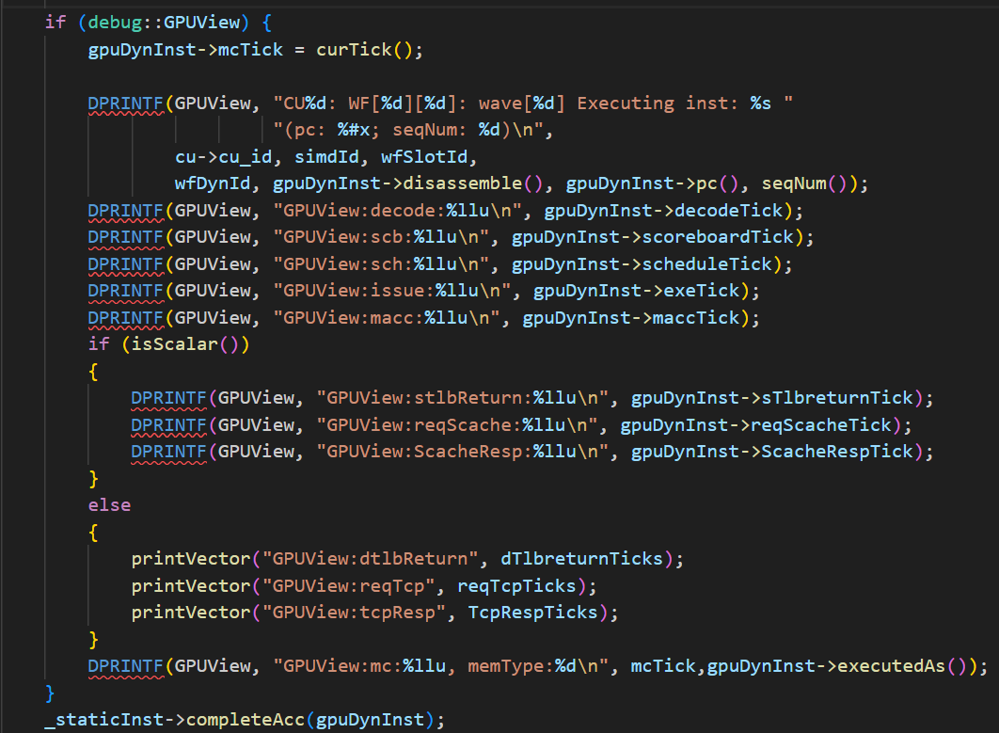 if (debug::GPUView) {
gpuDynInst->mcTick = curTick();
DPRINTF(GPUView, "CU%d: WF[%d][%d]: wave[%d] Executing inst: %s "
"(pc: %#x; seqNum: %d)\n",
cu->cu_id, simdId, wfSlotId,
wfDynId, gpuDynInst->disassemble(), gpuDynInst->pc(), seqNum());
DPRINTF(GPUView, "GPUView:decode:%llu\n", gpuDynInst->decodeTick);
DPRINTF(GPUView, "GPUView:scb:%llu\n", gpuDynInst->scoreboardTick);
DPRINTF(GPUView, "GPUView:sch:%llu\n", gpuDynInst->scheduleTick);
DPRINTF(GPUView, "GPUView:issue:%llu\n", gpuDynInst->exeTick);
DPRINTF(GPUView, "GPUView:macc:%llu\n", gpuDynInst->maccTick);
if (isScalar())
{
DPRINTF(GPUView, "GPUView:stlbReturn:%llu\n", gpuDynInst->sTlbreturnTick);
DPRINTF(GPUView, "GPUView:reqScache:%llu\n", gpuDynInst->reqScacheTick);
DPRINTF(GPUView, "GPUView:ScacheResp:%llu\n", gpuDynInst->ScacheRespTick);
}
else
{
printVector("GPUView:dtlbReturn", dTlbreturnTicks);
printVector("GPUView:reqTcp", reqTcpTicks);
printVector("GPUView:tcpResp", TcpRespTicks);
}
DPRINTF(GPUView, "GPUView:mc:%llu, memType:%d\n", mcTick,gpuDynInst->executedAs());
}
_staticInst->completeAcc(gpuDynInst);